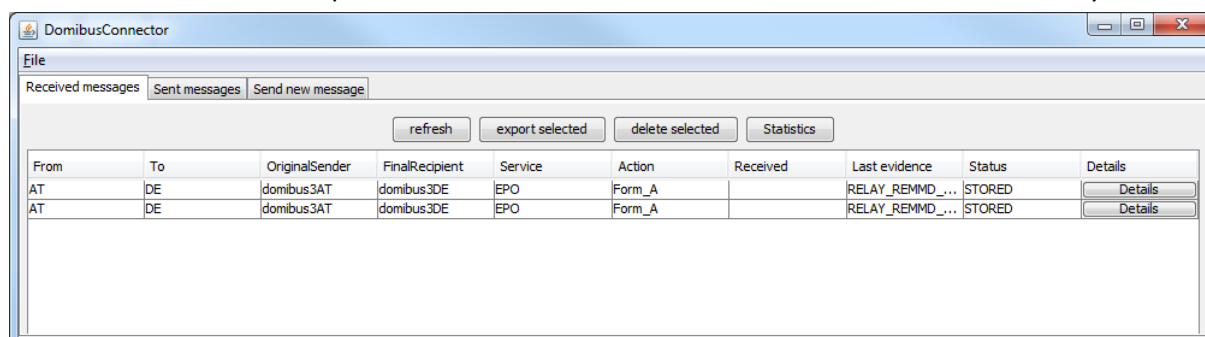 DomibusConnector
File
Received messages Sent messages Send new message
refresh export selected delete selected Statistics
From To OriginalSender FinalRecipient Service Action Received Last evidence Status Details
AT DE domibus3AT domibus3DE EPO Form_A RELAY_REMMD_... STORED Details
AT DE domibus3AT domibus3DE EPO Form_A RELAY_REMMD_... STORED Details